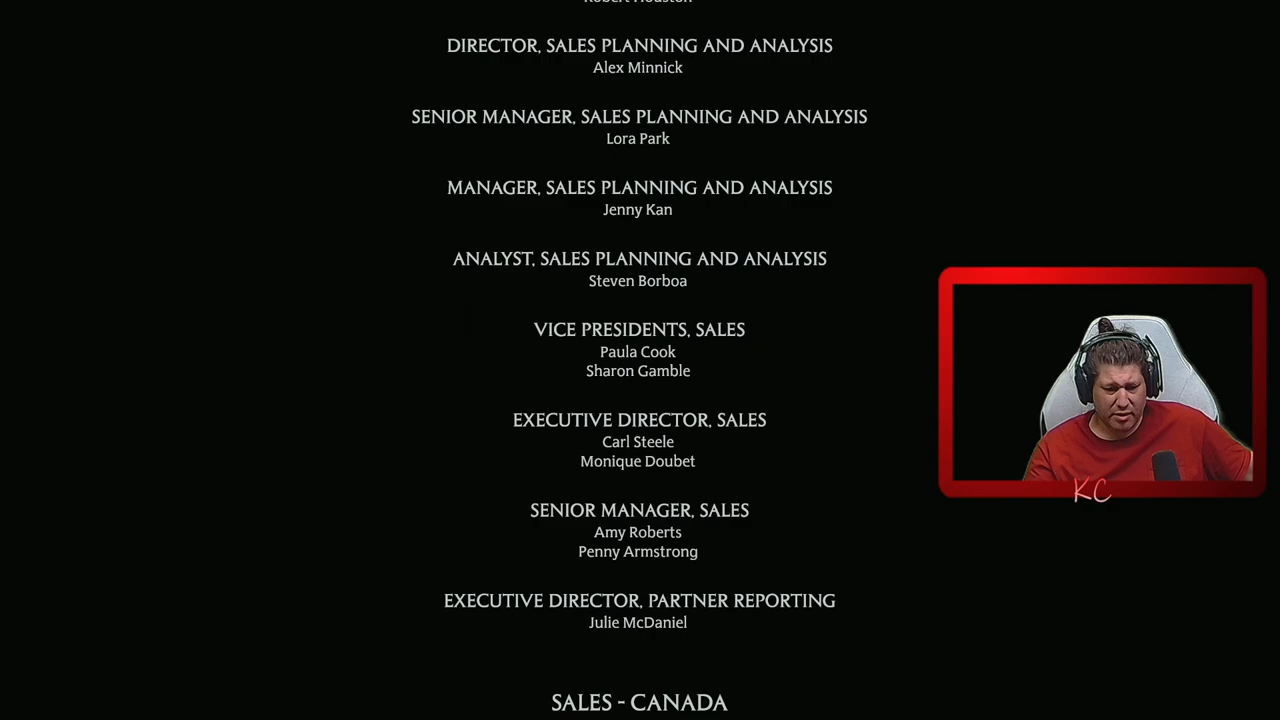 Robert Houston
DIRECTOR, SALES PLANNING AND ANALYSIS
Alex Minnick
SENIOR MANAGER, SALES PLANNING AND ANALYSIS
Lora Park
MANAGER, SALES PLANNING AND ANALYSIS
Jenny Kan
ANALYST, SALES PLANNING AND ANALYSIS
Steven Borboa
VICE PRESIDENTS, SALES
Paula Cook
Sharon Gamble
EXECUTIVE DIRECTOR, SALES
Carl Steele
Monique Doubet
SENIOR MANAGER, SALES
Amy Roberts
Penny Armstrong
EXECUTIVE DIRECTOR, PARTNER REPORTING
Julie McDaniel
SALES - CANADA
KC